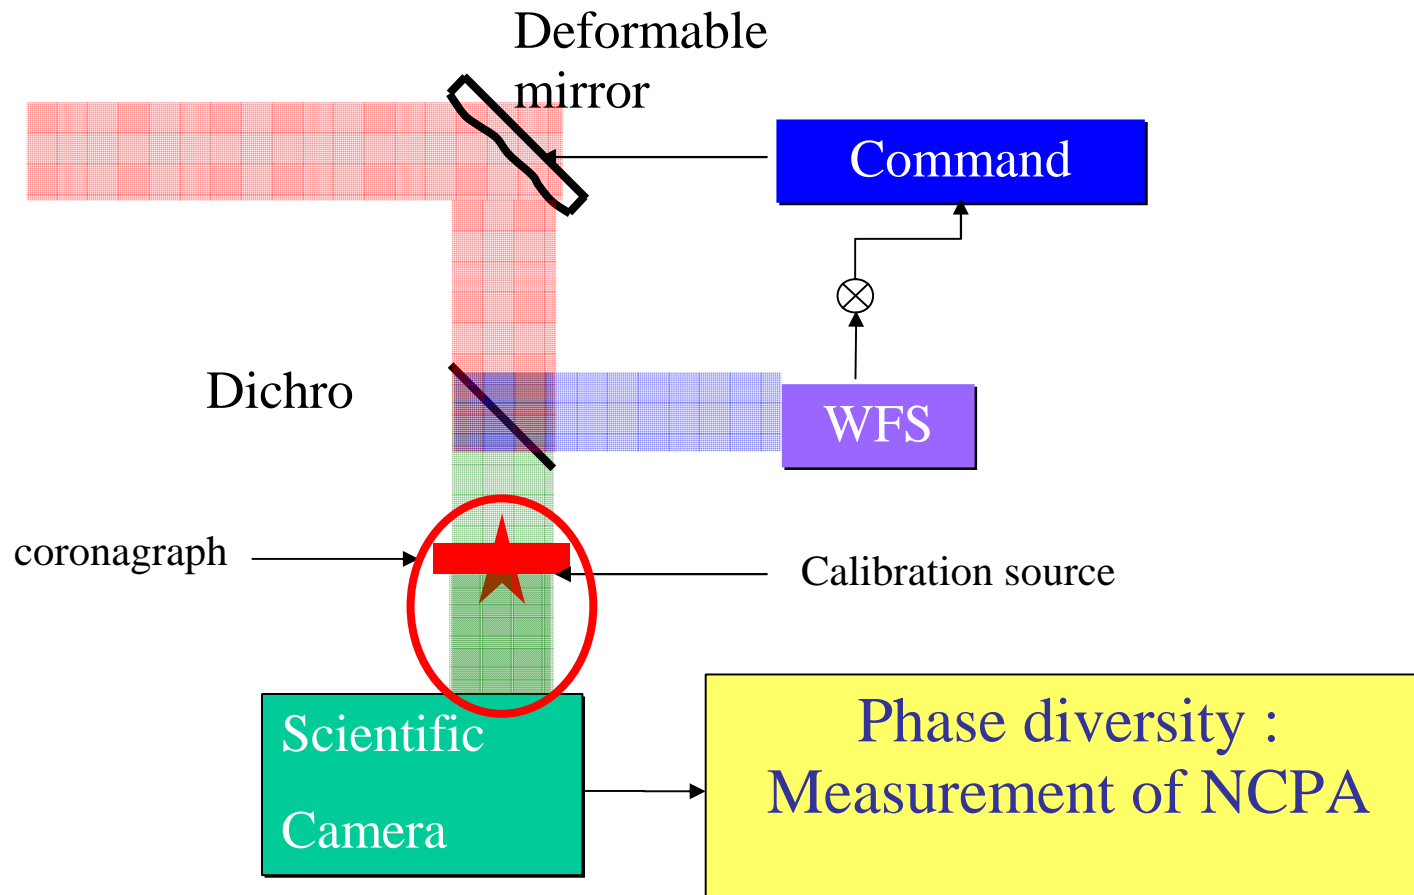 Deformable
mirror
Command
Dichro
WFS
coronagraph
Calibration source
Scientific
Camera
Phase diversity :
Measurement of NCPA